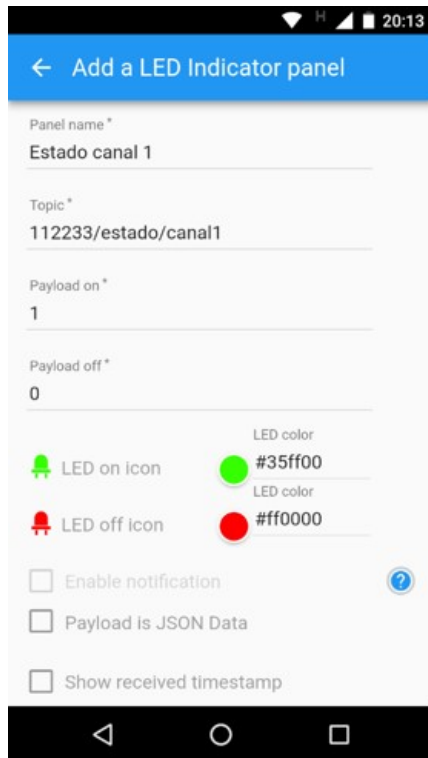 H 20:13
Add a LED Indicator panel
Panel name *
Estado canal 1
Topic *
112233/estado/canal1
Payload on *
1
Payload off *
0
LED color
LED on icon #35ff00
LED color
LED off icon #ff0000
Enable notification ?
Payload is JSON Data
Show received timestamp